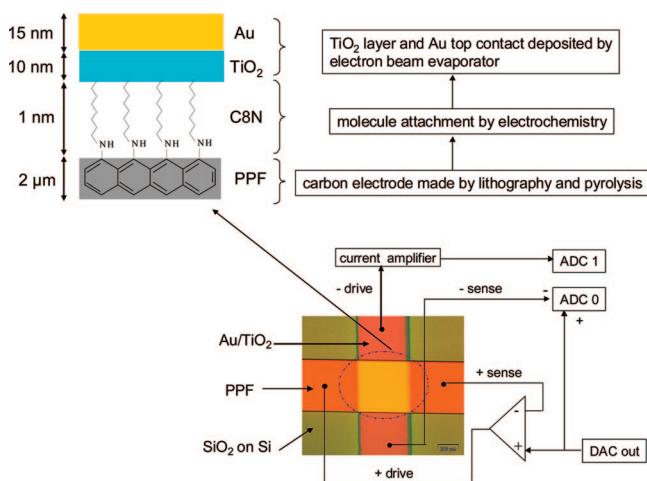 15 nm
Au
10 nm
TiO₂
1 nm
C8N
NH NH NH NH
2 µm
PPF
TiO₂ layer and Au top contact deposited by
electron beam evaporator
molecule attachment by electrochemistry
carbon electrode made by lithography and pyrolysis
current amplifier
ADC 1
- drive
- sense
-
ADC 0
+
Au/TiO₂
+ sense
PPF
-
SiO₂ on Si
+
DAC out
+ drive